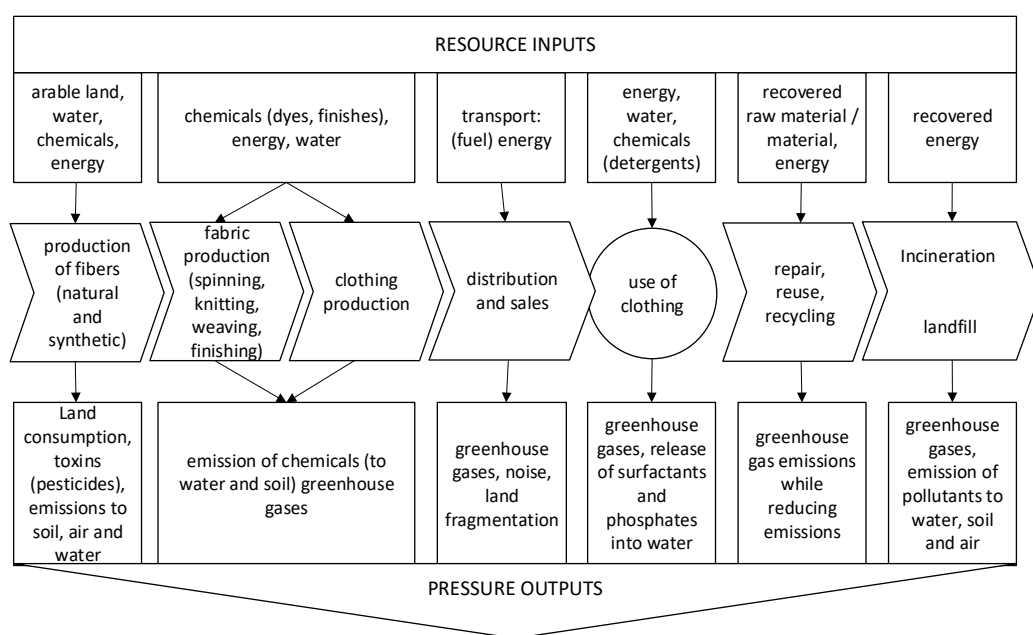 RESOURCE INPUTS
arable land,
water,
chemicals,
energy
chemicals (dyes, finishes),
energy, water
transport:
(fuel) energy
energy,
water,
chemicals
(detergents)
recovered
raw material /
material,
energy
recovered
energy
production
of fibers
(natural
and
synthetic)
fabric
production
(spinning,
knitting,
weaving,
finishing)
clothing
production
distribution
and sales
use of
clothing
repair,
reuse,
recycling
Incineration
landfill
Land
consumption,
toxins
(pesticides),
emissions to
soil, air and
water
emission of chemicals (to
water and soil) greenhouse
gases
greenhouse
gases, noise,
land
fragmentation
greenhouse
gases, release
of surfactants
and
phosphates
into water
greenhouse
gas emissions
while
reducing
emissions
greenhouse
gases,
emission of
pollutants to
water, soil
and air
PRESSURE OUTPUTS